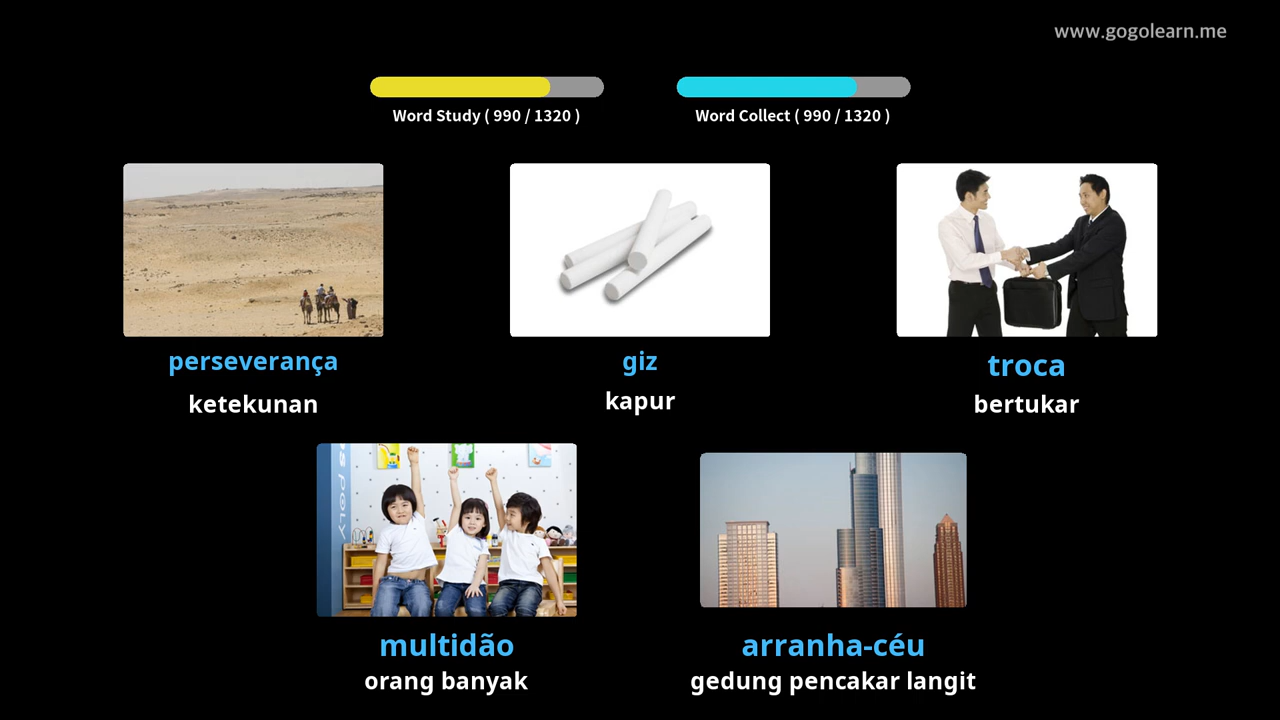 www.gogolearn.me
Word Study ( 990 / 1320 )
Word Collect ( 990 / 1320 )
perseverança
ketekunan
giz
kapur
troca
bertukar
POLY
multidão
orang banyak
arranha-céu
gedung pencakar langit